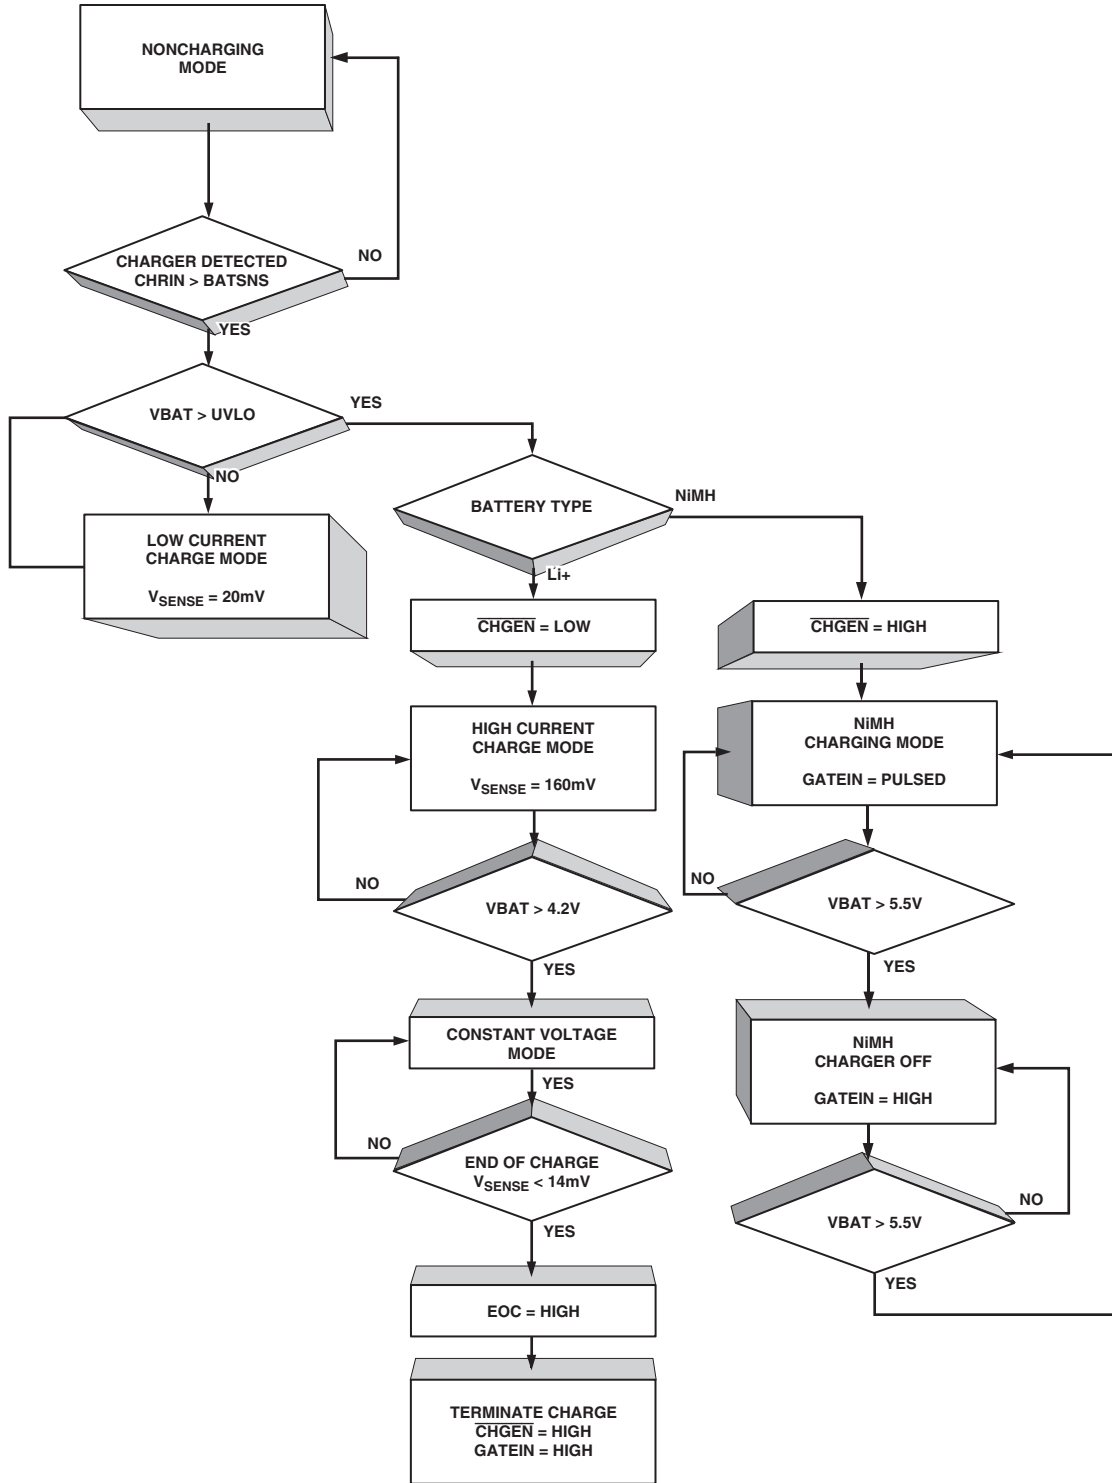 NONCHARGING
MODE
CHARGER DETECTED
CHRIN > BATSNS
NO
YES
VBAT > UVLO
YES
NO
LOW CURRENT
CHARGE MODE
VSENSE = 20mV
BATTERY TYPE
NiMH
Li+
CHGEN = LOW
CHGEN = HIGH
HIGH CURRENT
CHARGE MODE
VSENSE = 160mV
NiMH
CHARGING MODE
GATEIN = PULSED
NO
VBAT > 4.2V
YES
NO
VBAT > 5.5V
YES
CONSTANT VOLTAGE
MODE
YES
NO
END OF CHARGE
VSENSE < 14mV
YES
NiMH
CHARGER OFF
GATEIN = HIGH
NO
VBAT > 5.5V
YES
EOC = HIGH
TERMINATE CHARGE
CHGEN = HIGH
GATEIN = HIGH